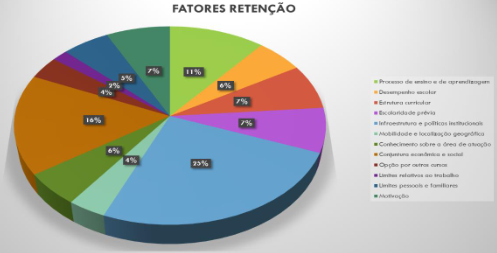 FATORES RETENÇÃO
11%
6%
7%
7%
25%
4%
6%
16%
4%
2%
5%
7%
Processo de ensino e de aprendizagem
Desempenho escolar
Estrutura curricular
Escolaridade prévia
Infraestrutura e políticas institucionais
Mobilidade e localização geográfica
Conhecimento sobre a área de atuação
Conjuntura econômica e social
Opção por outros cursos
Limites relativos ao trabalho
Limites pessoais e familiares
Motivação